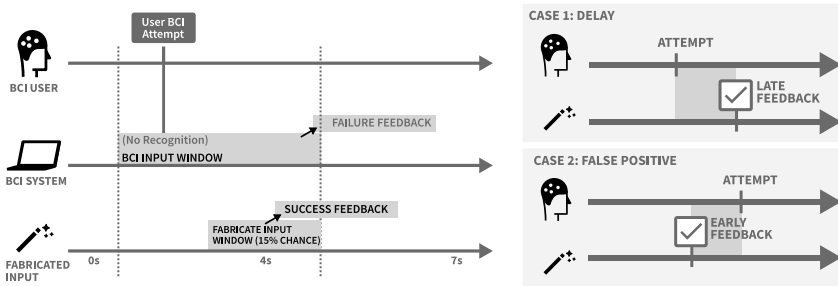 User BCI
Attempt
BCI USER
(No Recognition)
FAILURE FEEDBACK
BCI INPUT WINDOW
BCI SYSTEM
SUCCESS FEEDBACK
FABRICATE INPUT
WINDOW (15% CHANCE)
FABRICATED
INPUT
0s
4s
7s
CASE 1: DELAY
ATTEMPT
LATE
FEEDBACK
CASE 2: FALSE POSITIVE
ATTEMPT
EARLY
FEEDBACK